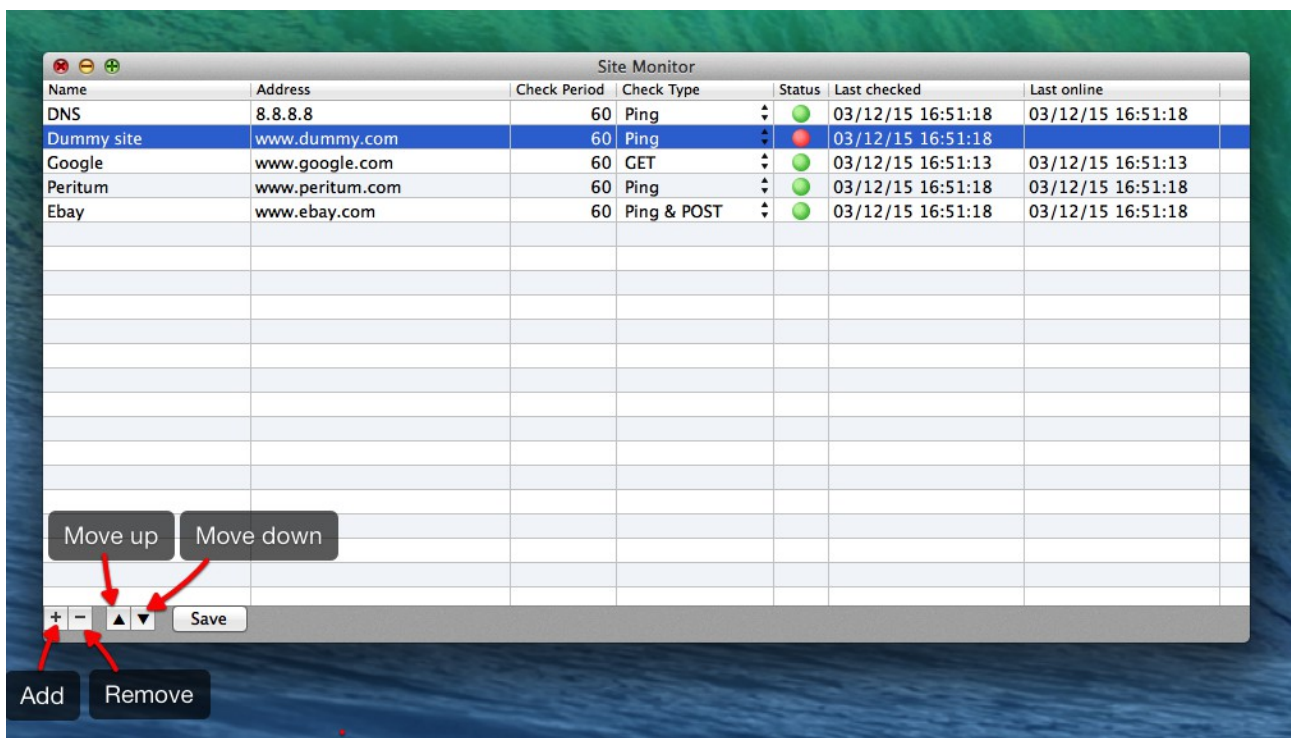 Site Monitor
Name Address Check Period Check Type Status Last checked Last online
DNS 8.8.8.8 60 Ping 03/12/15 16:51:18 03/12/15 16:51:18
Dummy site www.dummy.com 60 Ping 03/12/15 16:51:18
Google www.google.com 60 GET 03/12/15 16:51:13 03/12/15 16:51:13
Peritum www.peritum.com 60 Ping 03/12/15 16:51:18 03/12/15 16:51:18
Ebay www.ebay.com 60 Ping & POST 03/12/15 16:51:18 03/12/15 16:51:18
Move up Move down
+ - ▲ ▼ Save
Add Remove